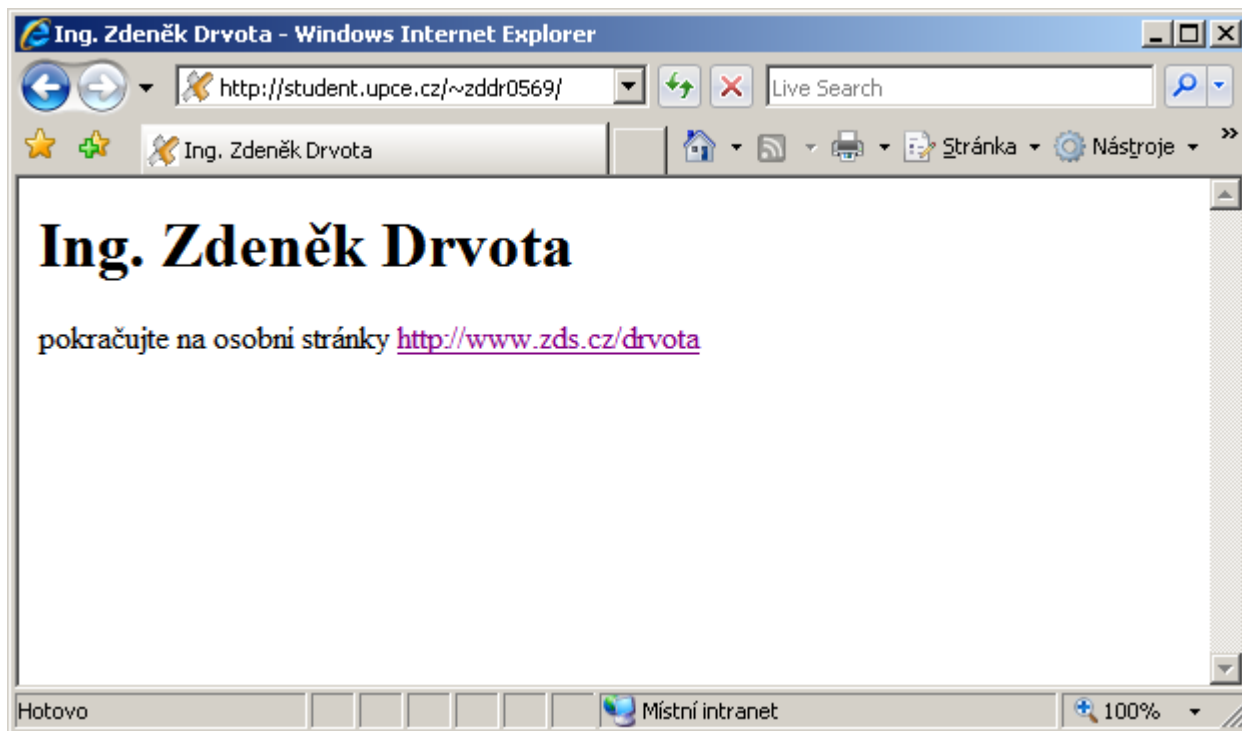 Ing. Zdeněk Drvota - Windows Internet Explorer
http://student.upce.cz/~zddr0569/
Live Search
Ing. Zdeněk Drvota
Stránka
Nástroje
»
Ing. Zdeněk Drvota
pokračujte na osobní stránky http://www.zds.cz/drvota
Hotovo
Místní intranet
100%